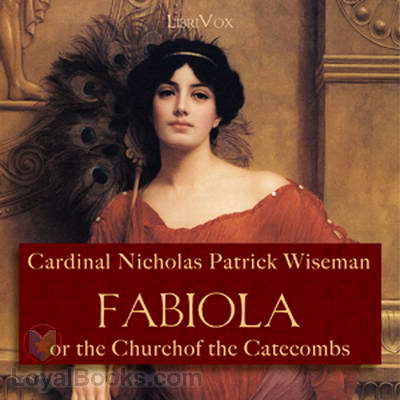 LibriVox
Cardinal Nicholas Patrick Wiseman
FABIOLA
or the Churchof the Catecombs
LoyalBooks.com